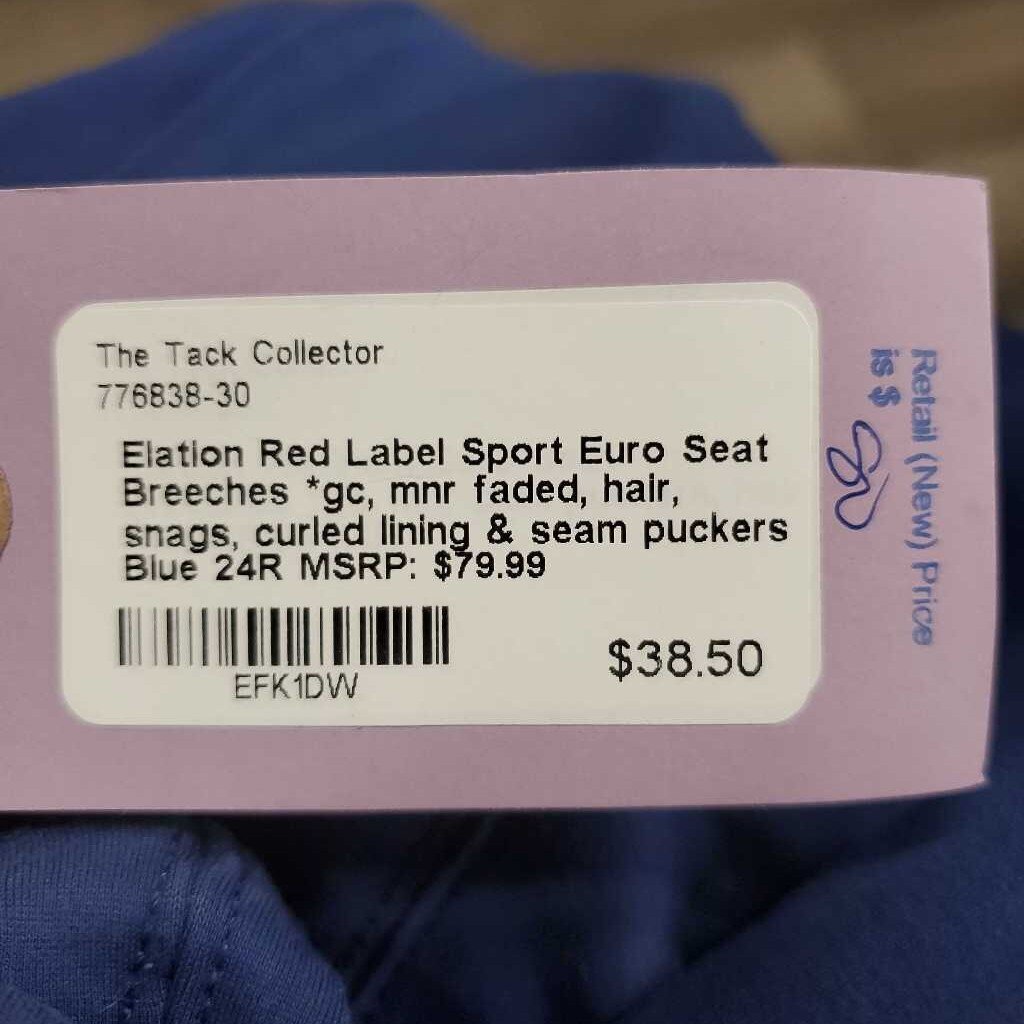 The Tack Collector
776838-30
Elation Red Label Sport Euro Seat
Breeches *gc, mnr faded, hair,
snags, curled lining & seam puckers
Blue 24R MSRP: $79.99
EFK1DW
$38.50
Retail (New) Price
is $ 80